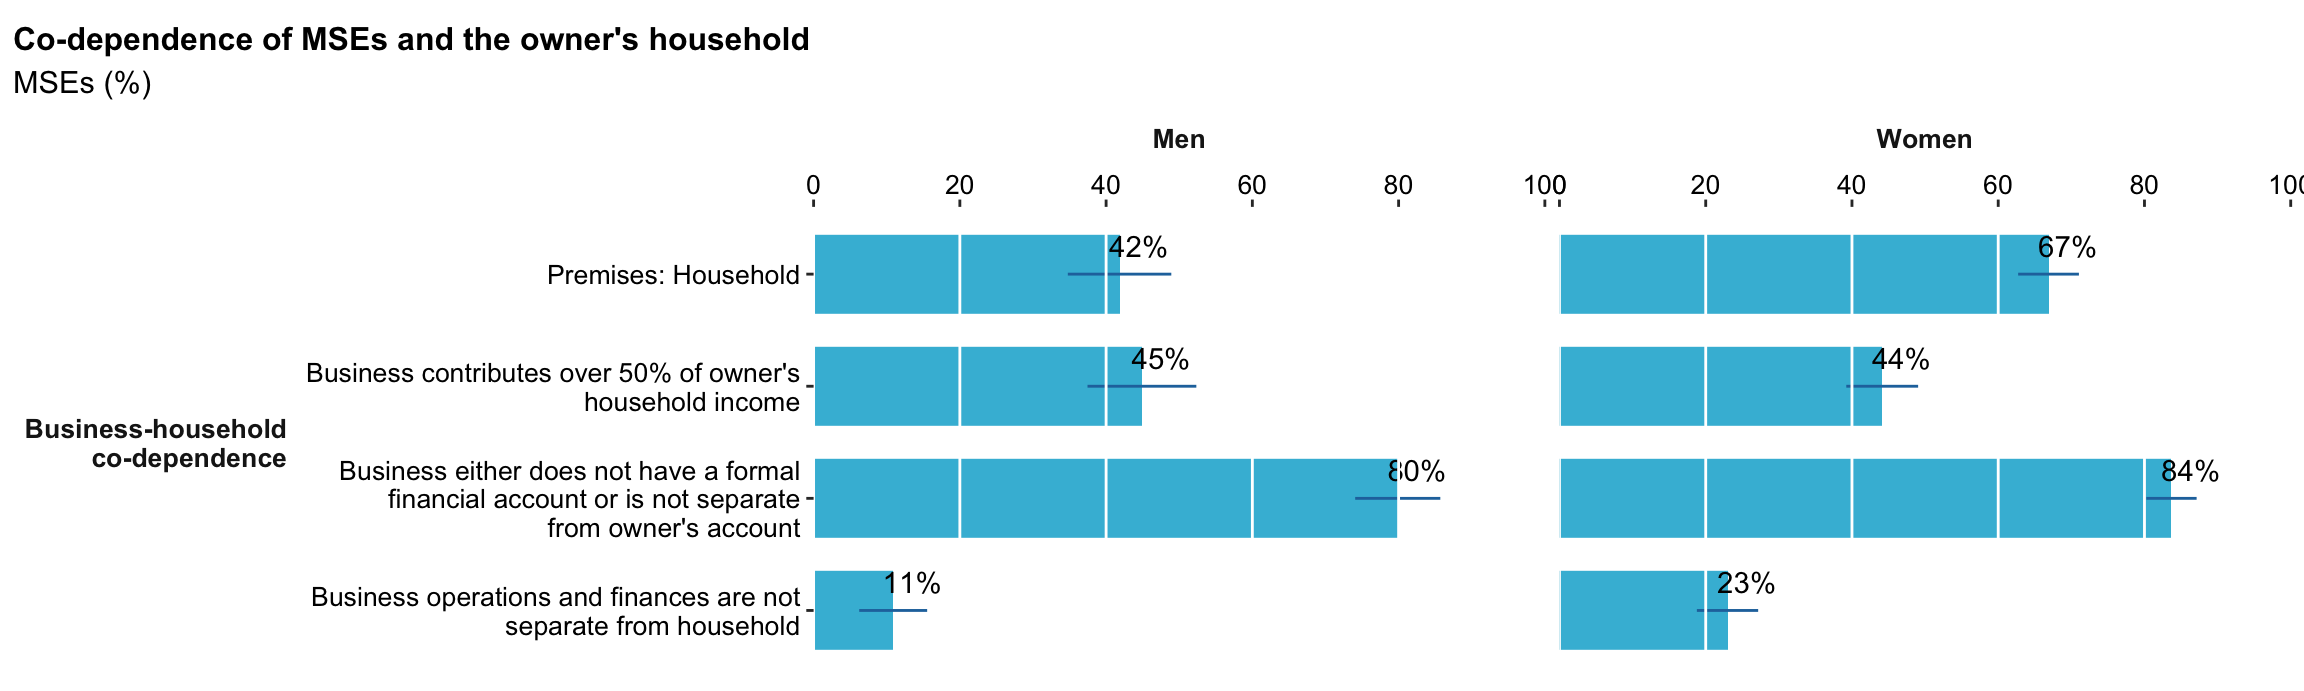 Co-dependence of MSEs and the owner's household
MSEs (%)
Men
Women
0 20 40 60 80 100
0 20 40 60 80 100
Premises: Household
42%
67%
Business contributes over 50% of owner's
household income
45%
44%
Business-household
co-dependence
Business either does not have a formal
financial account or is not separate
from owner's account
80%
84%
Business operations and finances are not
separate from household
11%
23%